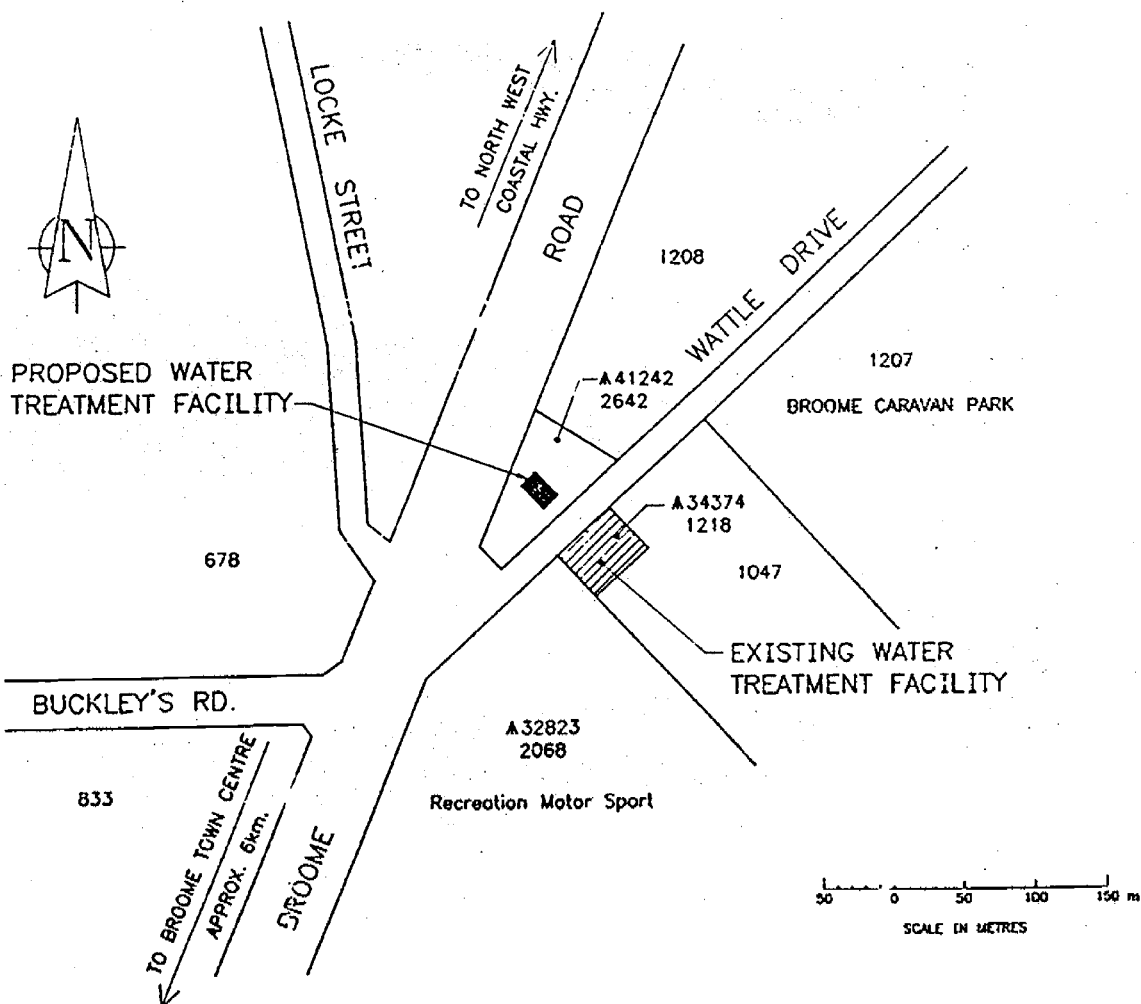 LOCKE STREET
TO NORTH WEST
COASTAL HWY.
ROAD
N
1208
WATTLE DRIVE
PROPOSED WATER
TREATMENT FACILITY
A41242
2642
1207
BROOME CARAVAN PARK
A34374
1218
678
1047
EXISTING WATER
TREATMENT FACILITY
BUCKLEY'S RD.
A32823
2068
833
Recreation Motor Sport
TO BROOME TOWN CENTRE
APPROX. 6km.
BROOME
50 0 50 100 150 m
SCALE IN METRES